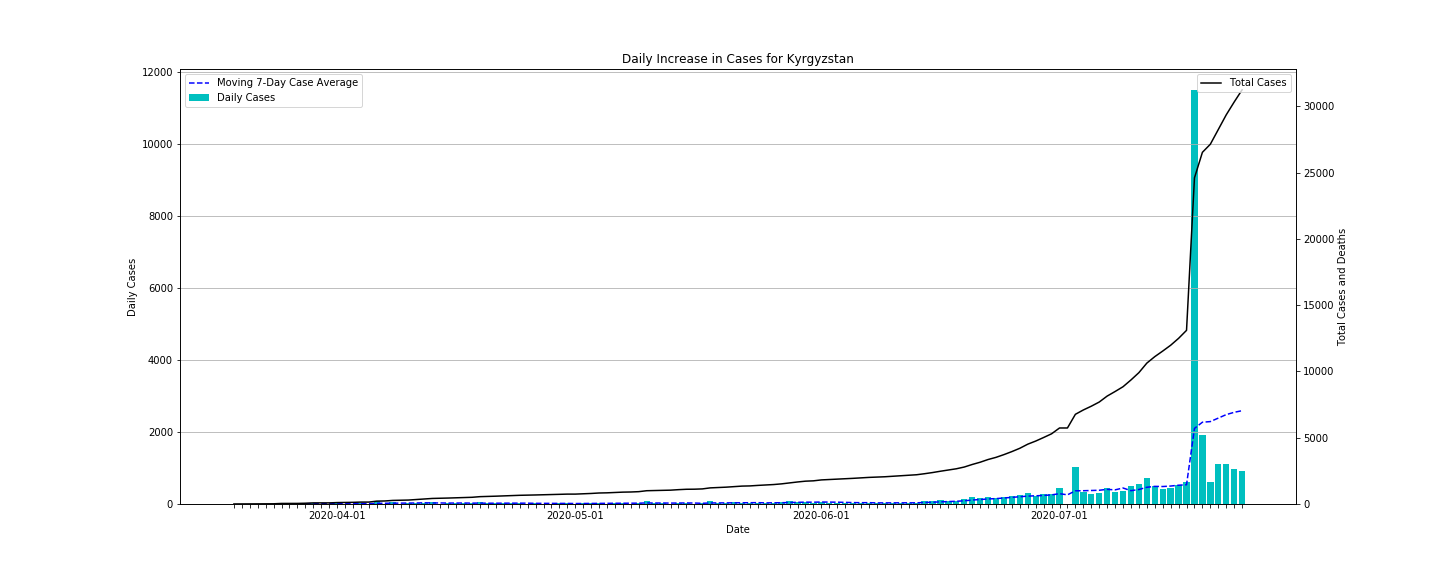 Daily Increase in Cases for Kyrgyzstan
Moving 7-Day Case Average
Daily Cases
Total Cases
12000
10000
8000
6000
4000
2000
0
Daily Cases
30000
25000
20000
15000
10000
5000
0
Total Cases and Deaths
2020-04-01
2020-05-01
2020-06-01
2020-07-01
Date